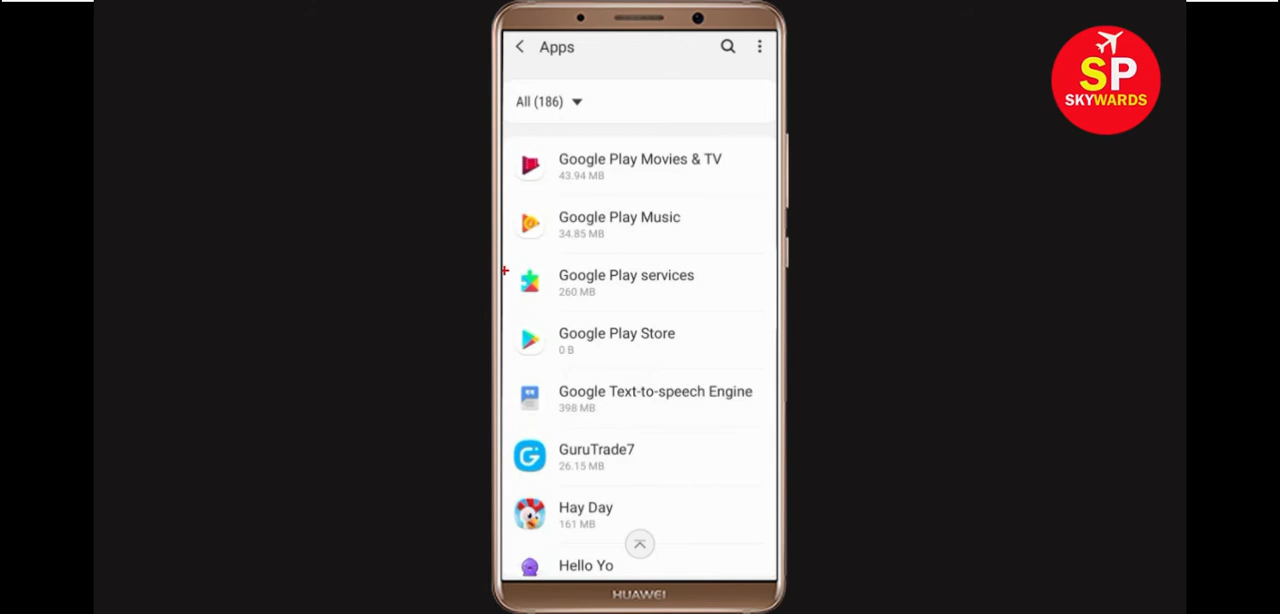 Apps
All (186)
Google Play Movies & TV
43.94 MB
Google Play Music
34.85 MB
Google Play services
260 MB
Google Play Store
0 B
Google Text-to-speech Engine
398 MB
GuruTrade7
26.15 MB
Hay Day
161 MB
Hello Yo
HUAWEI
SP
SKYWARDS